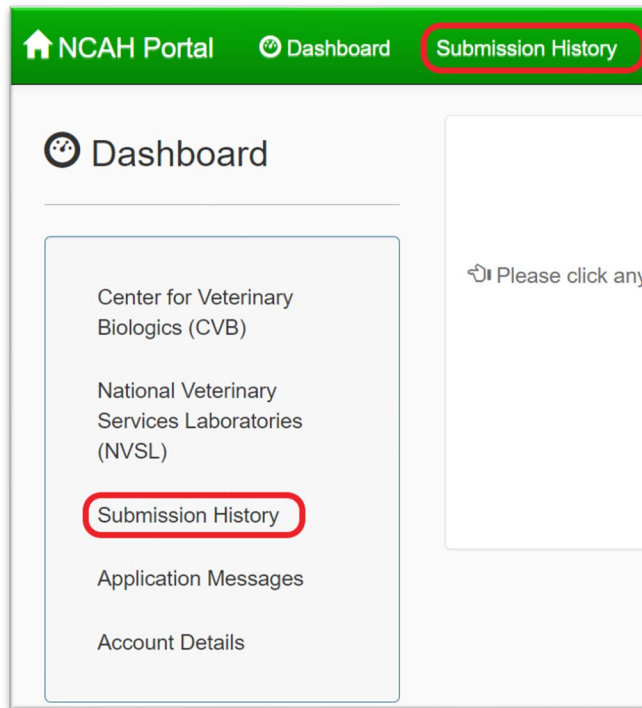 NCAH Portal Dashboard Submission History
Dashboard
Please click any
Center for Veterinary
Biologics (CVB)
National Veterinary
Services Laboratories
(NVSL)
Submission History
Application Messages
Account Details